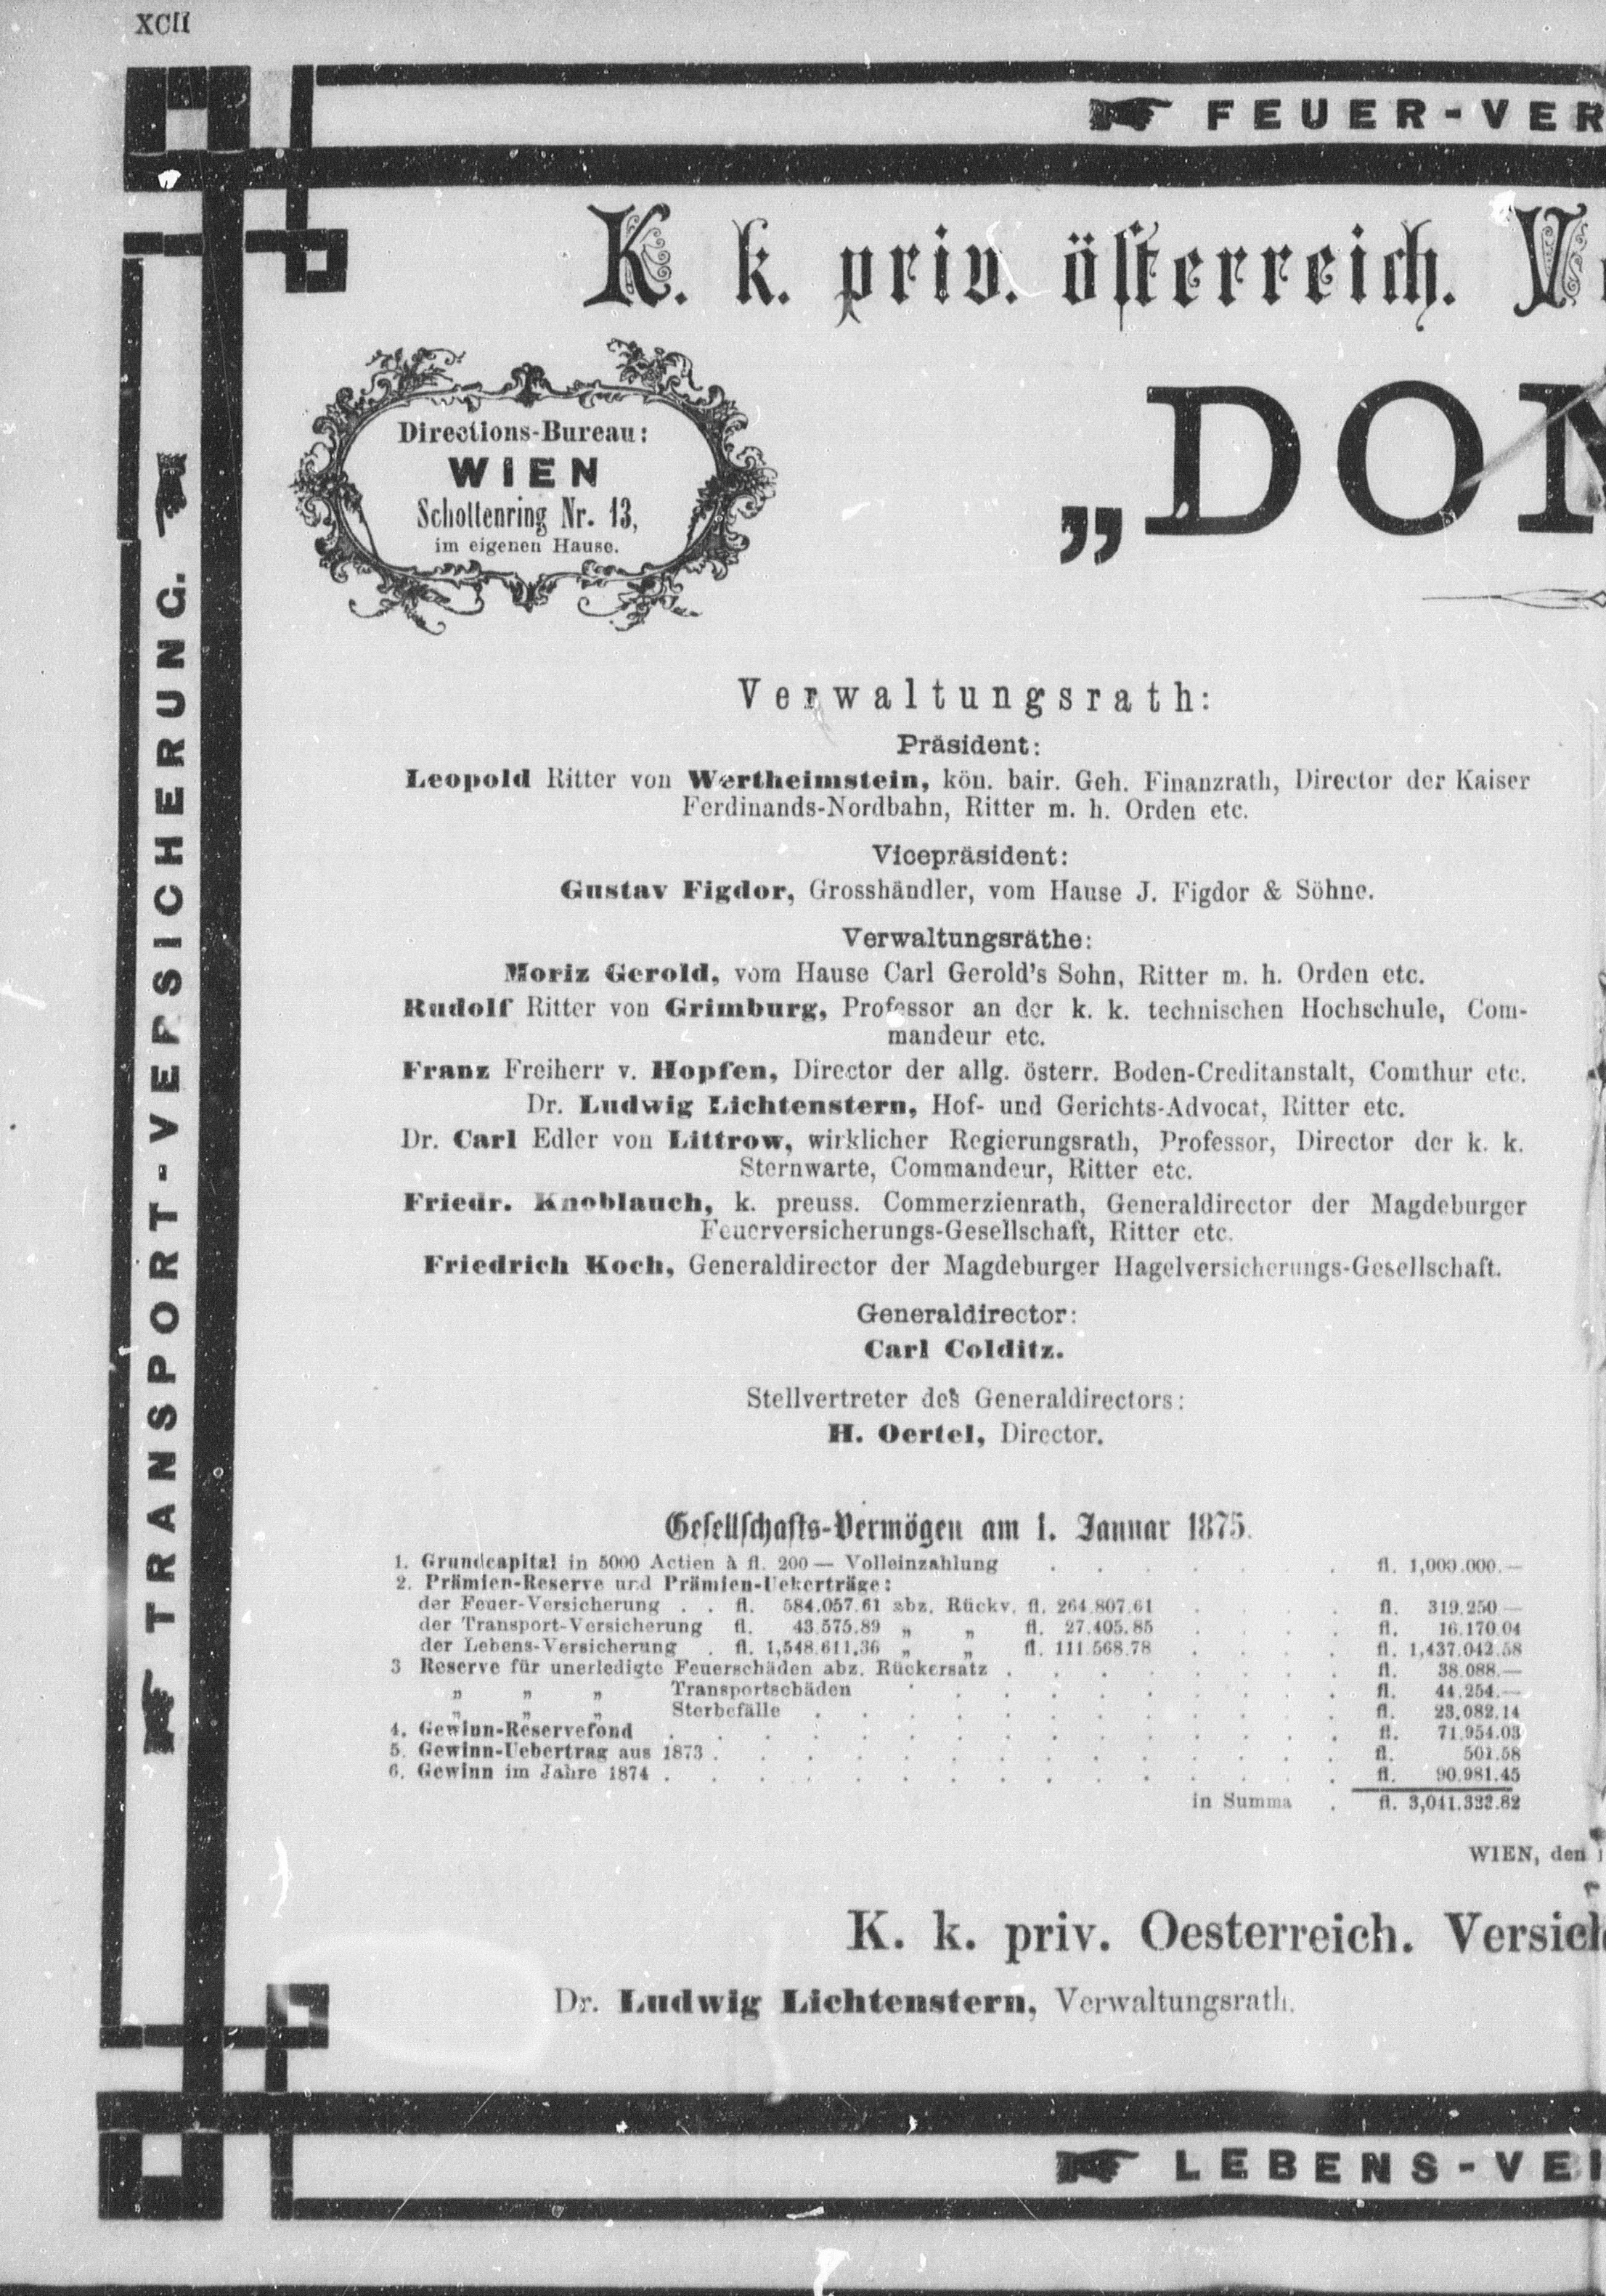 XCII
FEUER-VER
K. k. priv. österreich.
Directions-Bureau:
WIEN
Schottenring Nr. 13,
im eigenen Hause.
„DON
TRANSPORT-VERSICHERUNG.
Verwaltungsrath:
Präsident:
Leopold Ritter von Wertheimstein, kön. bair. Geh. Finanzrath, Director der Kaiser
Ferdinands-Nordbahn, Ritter m. h. Orden etc.
Vicepräsident:
Gustav Figdor, Grosshändler, vom Hause J. Figdor & Söhne.
Verwaltungsräthe:
Moriz Gerold, vom Hause Carl Gerold's Sohn, Ritter m. h. Orden etc.
Rudolf Ritter von Grimburg, Professor an der k. k. technischen Hochschule, Com-
mandeur etc.
Franz Freiherr v. Hopfen, Director der allg. österr. Boden-Creditanstalt, Comthur etc.
Dr. Ludwig Lichtenstern, Hof- und Gerichts-Advocat, Ritter etc.
Dr. Carl Edler von Littrow, wirklicher Regierungsrath, Professor, Director der k. k.
Sternwarte, Commandeur, Ritter etc.
Friedr. Knoblauch, k. preuss. Commerzienrath, Generaldirector der Magdeburger
Feuerversicherungs-Gesellschaft, Ritter etc.
Friedrich Koch, Generaldirector der Magdeburger Hagelversicherungs-Gesellschaft.
Generaldirector:
Carl Colditz.
Stellvertreter des Generaldirectors:
H. Oertel, Director.
Gesellschafts-Vermögen am 1. Januar 1875.
1. Grundcapital in 5000 Actien à fl. 200 — Volleinzahlung . . . . . fl. 1,000.000.—
2. Prämien-Reserve und Prämien-Uebertäge:
der Feuer-Versicherung . . fl. 584.057.61 abz. Rückv. fl. 264.807.61 . . . . fl. 319.250 —
der Transport-Versicherung fl. 43.575.89 „ „ fl. 27.405.85 . . . . fl. 16.170.04
der Lebens-Versicherung . fl. 1,548.611.36 „ „ fl. 111.568.78 . . . . fl. 1,437.042.58
3 Reserve für unerledigte Feuerschäden abz. Rückersatz . . . . . . . . fl. 38.088.—
„ „ „ Transportschäden . . . . . . . . . . fl. 44.254.—
„ „ „ Sterbefälle . . . . . . . . . . . fl. 23.082.14
4. Gewinn-Reservefond . . . . . . . . . . . . . . fl. 71.954.03
5. Gewinn-Uebertrag aus 1873 . . . . . . . . . . . . . fl. 501.58
6. Gewinn im Jahre 1874 . . . . . . . . . . . . . . fl. 90.981.45
in Summa . fl. 3,041.322.82
WIEN, den
K. k. priv. Oesterreich. Versich
Dr. Ludwig Lichtenstern, Verwaltungsrath.
LEBENS-VE